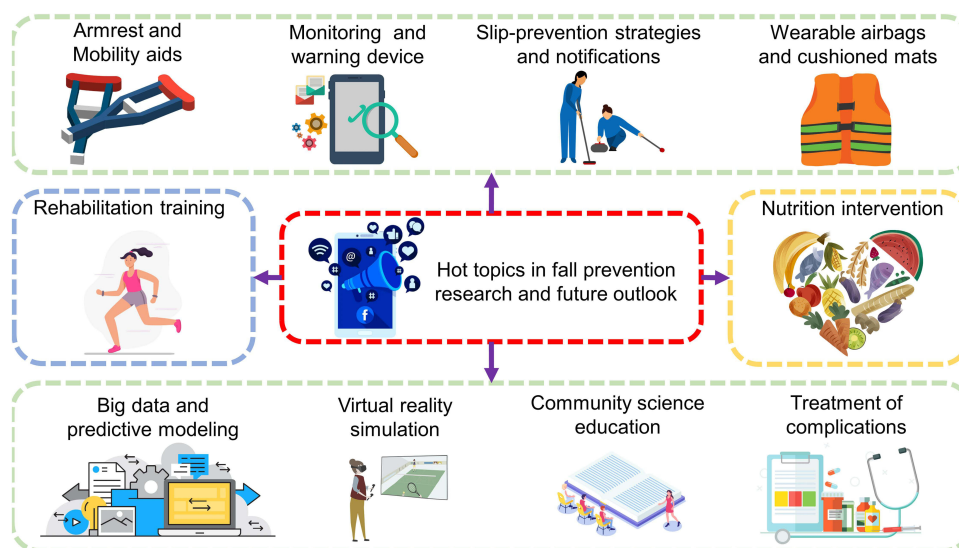 Armrest and
Mobility aids
Monitoring and
warning device
Slip-prevention strategies
and notifications
Wearable airbags
and cushioned mats
Rehabilitation training
Hot topics in fall prevention
research and future outlook
Nutrition intervention
Big data and
predictive modeling
Virtual reality
simulation
Community science
education
Treatment of
complications